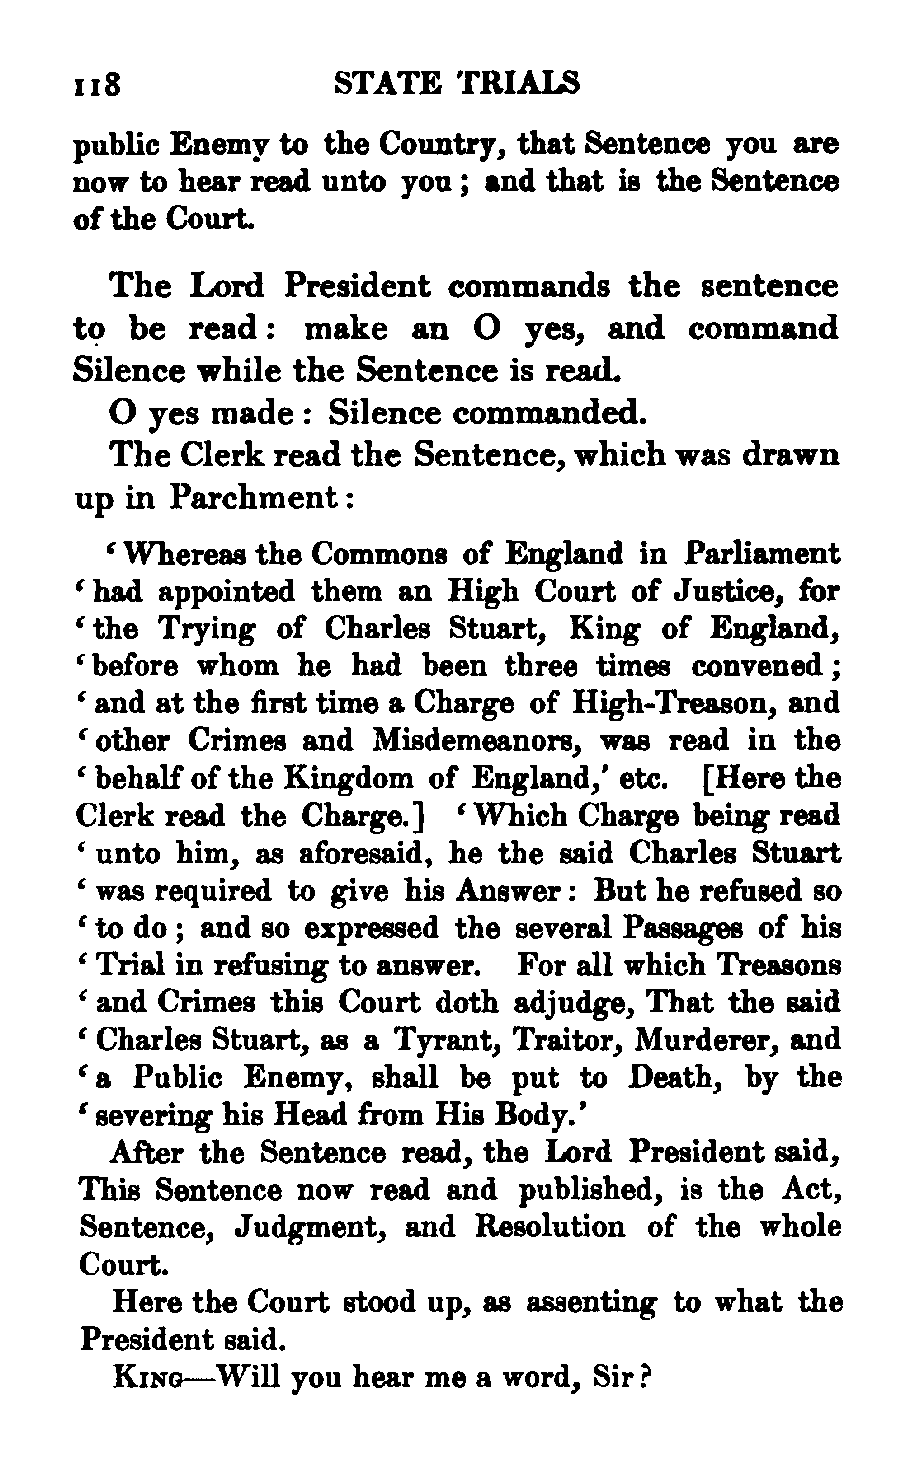 118 STATE TRIALS
public Enemy to the Country, that Sentence you are
now to hear read unto you ; and that is the Sentence
of the Court.
The Lord President commands the sentence
to be read : make an O yes, and command
Silence while the Sentence is read.
O yes made : Silence commanded.
The Clerk read the Sentence, which was drawn
up in Parchment :
‘ Whereas the Commons of England in Parliament
‘ had appointed them an High Court of Justice, for
‘ the Trying of Charles Stuart, King of England,
‘ before whom he had been three times convened ;
‘ and at the first time a Charge of High-Treason, and
‘ other Crimes and Misdemeanors, was read in the
‘ behalf of the Kingdom of England,’ etc. [Here the
Clerk read the Charge.] ‘ Which Charge being read
‘ unto him, as aforesaid, he the said Charles Stuart
‘ was required to give his Answer : But he refused so
‘ to do ; and so expressed the several Passages of his
‘ Trial in refusing to answer. For all which Treasons
‘ and Crimes this Court doth adjudge, That the said
‘ Charles Stuart, as a Tyrant, Traitor, Murderer, and
‘ a Public Enemy, shall be put to Death, by the
‘ severing his Head from His Body.’
After the Sentence read, the Lord President said,
This Sentence now read and published, is the Act,
Sentence, Judgment, and Resolution of the whole
Court.
Here the Court stood up, as assenting to what the
President said.
KING—Will you hear me a word, Sir?